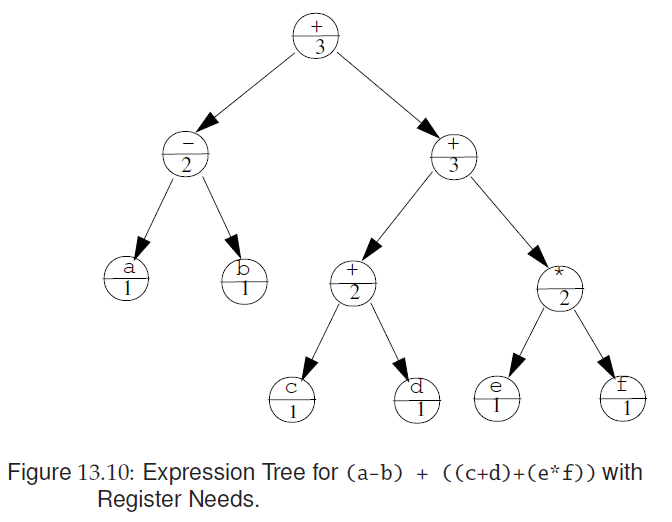 +
3
-
2
+
3
a
1
b
1
+
2
*
2
c
1
d
1
e
1
f
1
Figure 13.10: Expression Tree for (a-b) + ((c+d)+(e*f)) with
Register Needs.